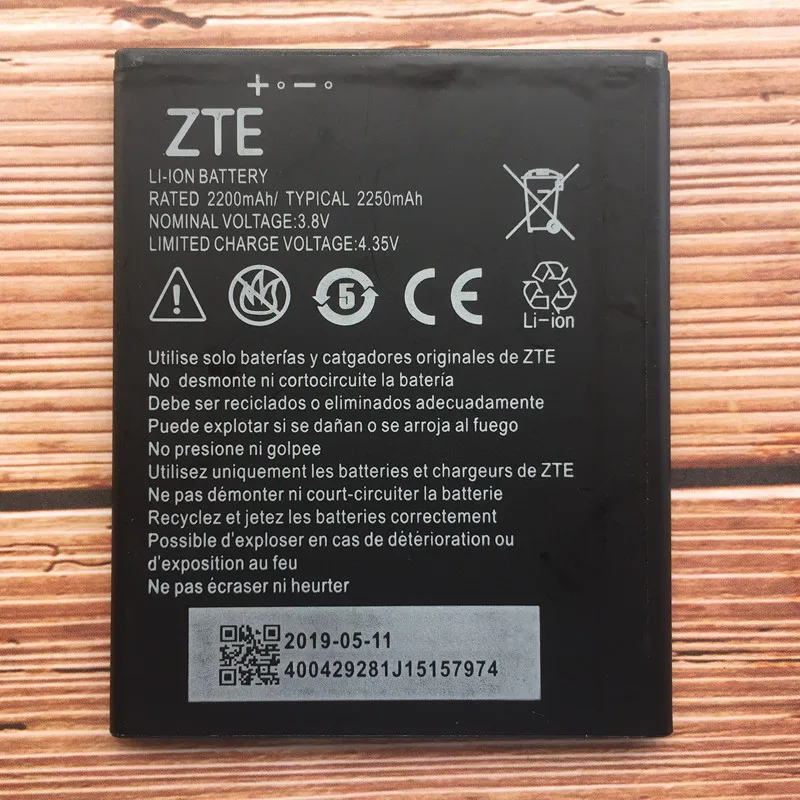 + ◦ – ◦
ZTE
LI-ION BATTERY
RATED 2200mAh/ TYPICAL 2250mAh
NOMINAL VOLTAGE:3.8V
LIMITED CHARGE VOLTAGE:4.35V
5
CE
Li-ion
Utilise solo baterías y catgadores originales de ZTE
No desmonte ni cortocircuite la batería
Debe ser reciclados o eliminados adecuadamente
Puede explotar si se dañan o se arroja al fuego
No presione ni golpee
Utilisez uniquement les batteries et chargeurs de ZTE
Ne pas démonter ni court-circuiter la batterie
Recyclez et jetez les batteries correctement
Possible d'exploser en cas de détérioration ou
d'exposition au feu
Ne pas écraser ni heurter
2019-05-11
400429281J15157974